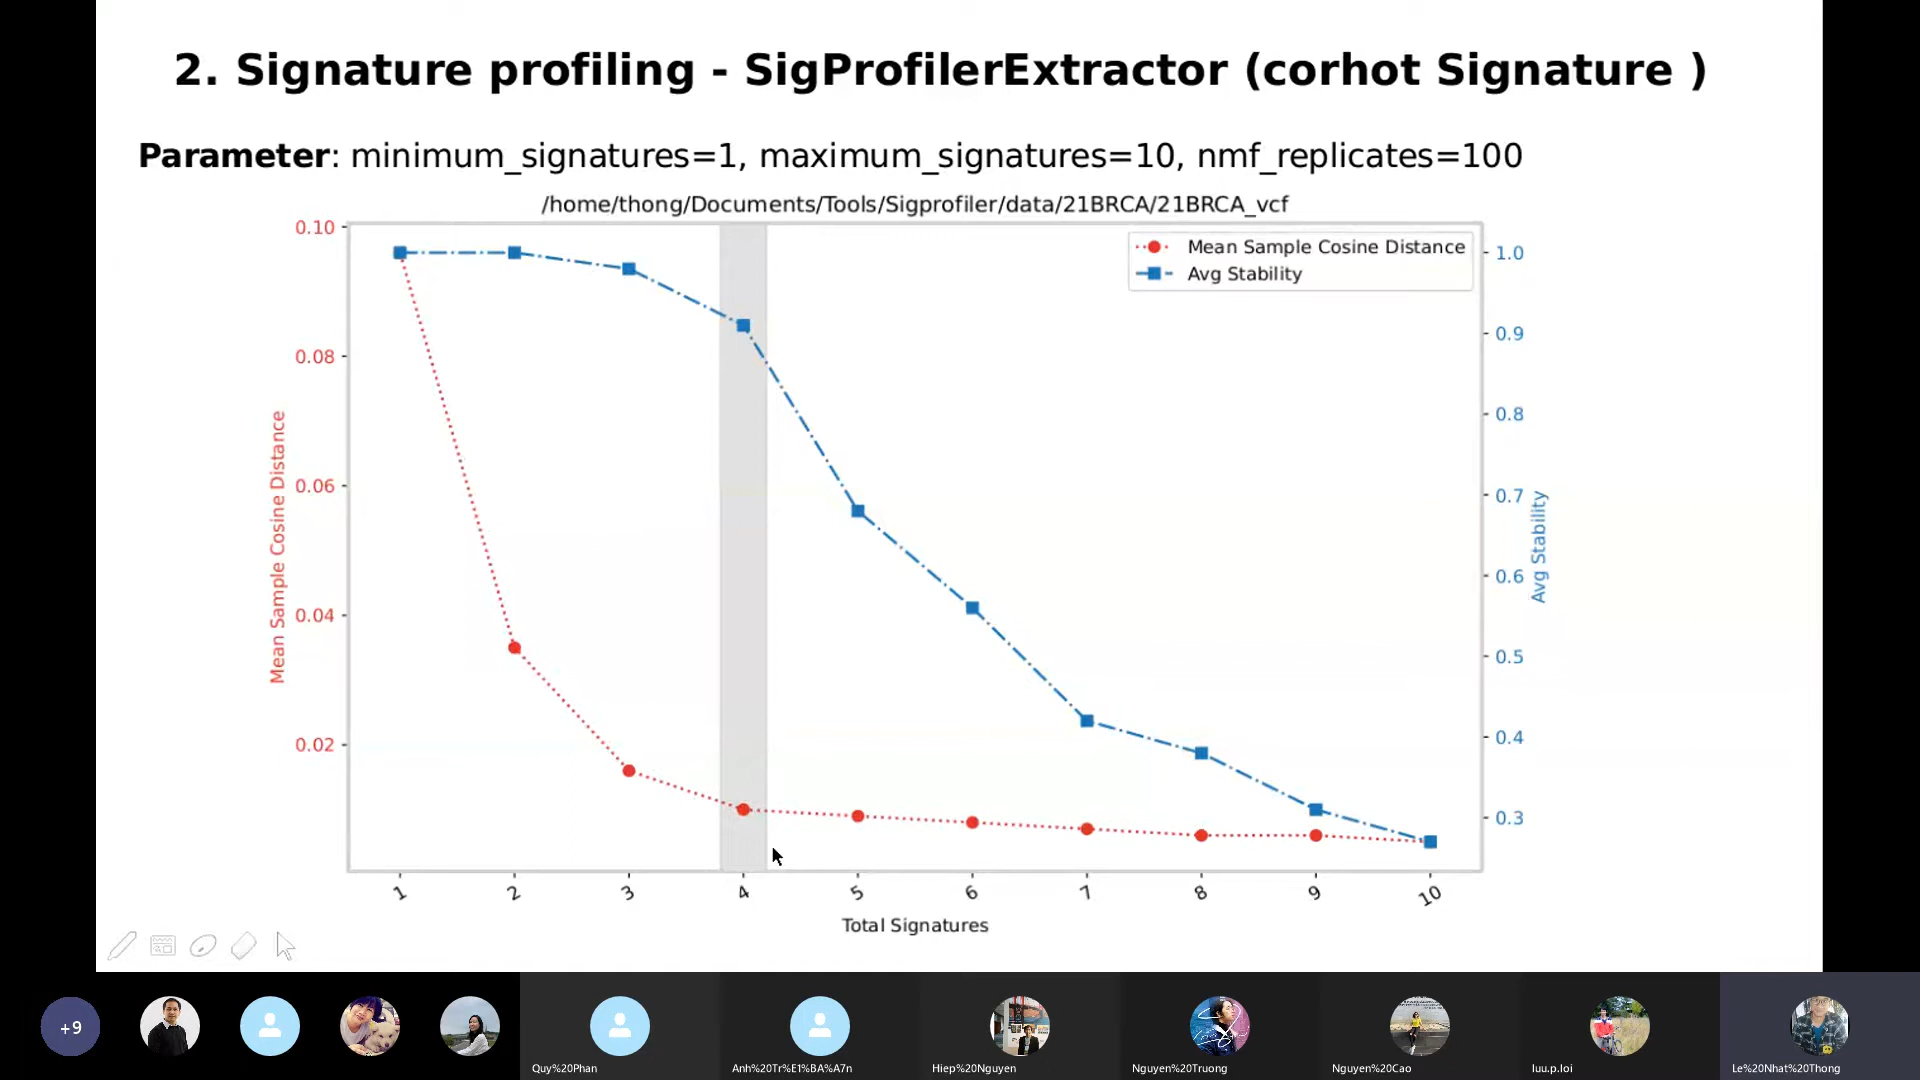 2. Signature profiling - SigProfilerExtractor (corhot Signature )
Parameter: minimum_signatures=1, maximum_signatures=10, nmf_replicates=100
/home/thong/Documents/Tools/Sigprofiler/data/21BRCA/21BRCA_vcf
Mean Sample Cosine Distance
Avg Stability
0.10
0.08
0.06
0.04
0.02
Mean Sample Cosine Distance
1.0
0.9
0.8
0.7
0.6
0.5
0.4
0.3
Avg Stability
1 2 3 4 5 6 7 8 9 10
Total Signatures
+9
Quy%20Phan
Anh%20Tr%E1%BA%A7n
Hiep%20Nguyen
Nguyen%20Truong
Nguyen%20Cao
luu.p.loi
Le%20Nhat%20Thong